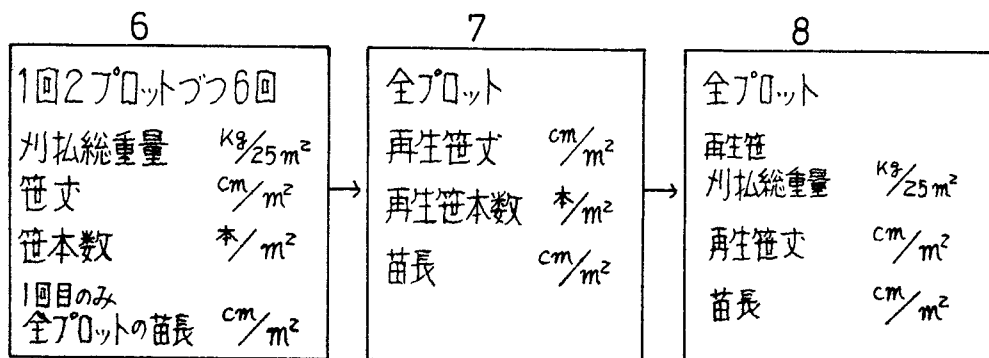 6
1回2プロットづつ6回
刈払総重量 Kg/25m²
笹丈 cm/m²
笹本数 本/m²
1回目のみ
全プロットの苗長 cm/m²
7
全プロット
再生笹丈 cm/m²
再生笹本数 本/m²
苗長 cm/m²
8
全プロット
再生笹
刈払総重量 Kg/25m²
再生笹丈 cm/m²
苗長 cm/m²